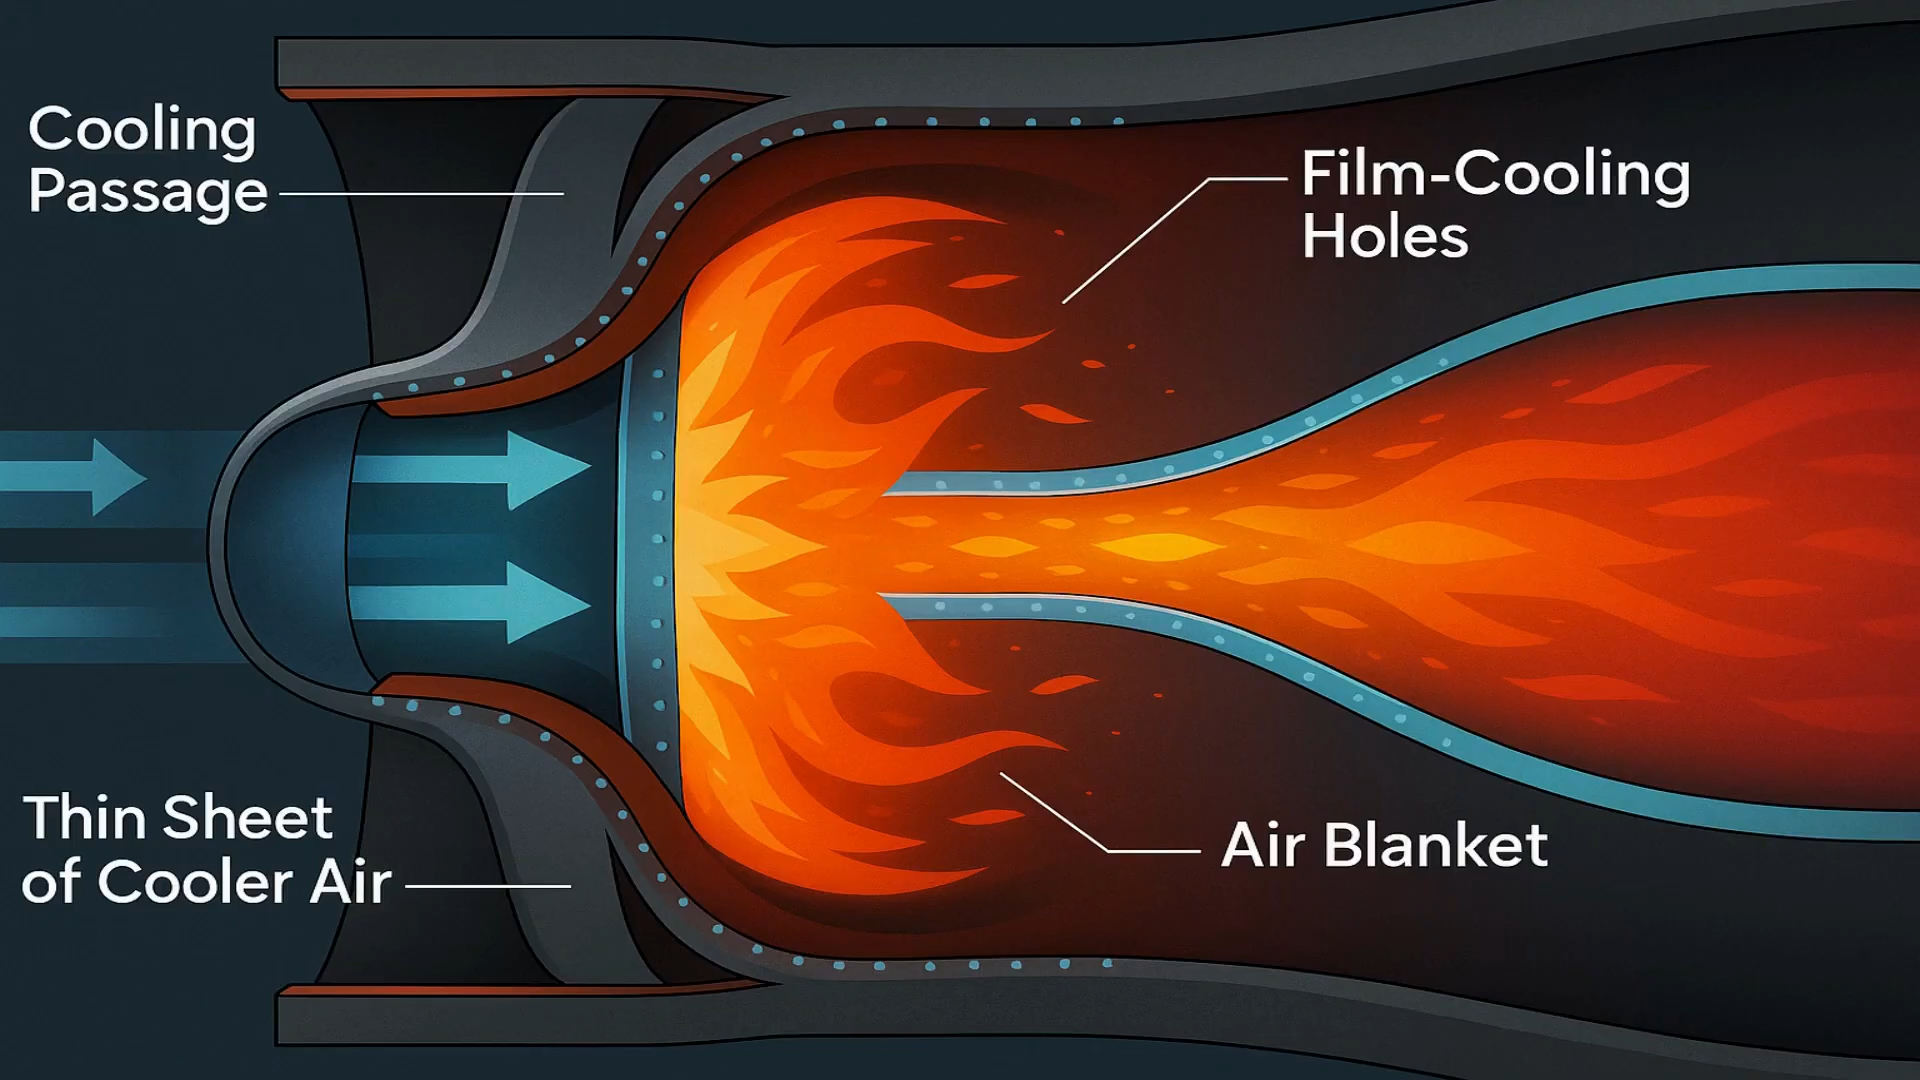 Cooling
Passage
Film-Cooling
Holes
Thin Sheet
of Cooler Air
Air Blanket